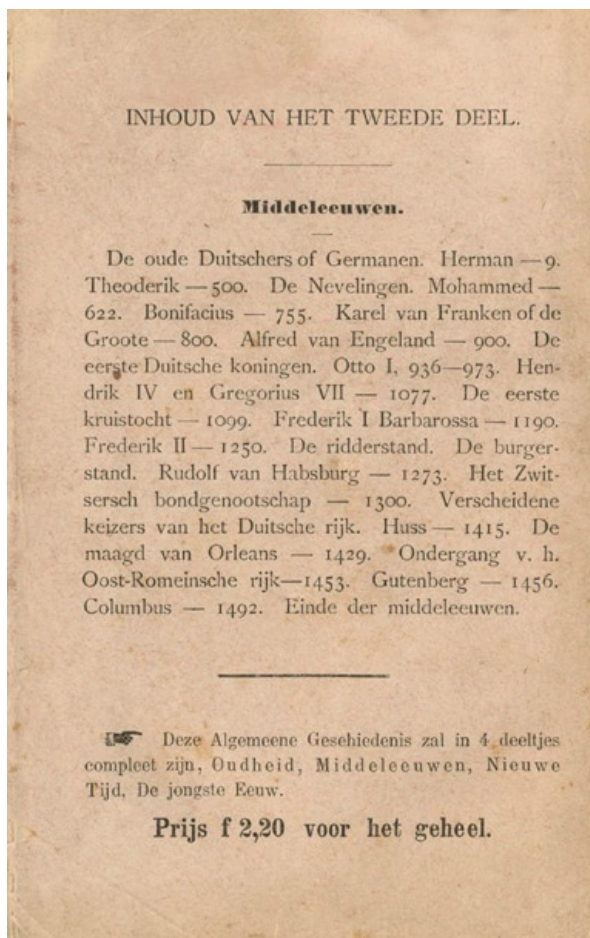 INHOUD VAN HET TWEEDE DEEL.
Middeleeuwen.
De oude Duitschers of Germanen. Herman — 9.
Theoderik — 500. De Nevelingen. Mohammed —
622. Bonifacius — 755. Karel van Franken of de
Groote — 800. Alfred van Engeland — 900. De
eerste Duitsche koningen. Otto I, 936—973. Hen-
drik IV en Gregorius VII — 1077. De eerste
kruistocht — 1099. Frederik I Barbarossa — 1190.
Frederik II — 1250. De ridderstand. De burger-
stand. Rudolf van Habsburg — 1273. Het Zwit-
sersch bondgenootschap — 1300. Verscheidene
keizers van het Duitsche rijk. Huss — 1415. De
maagd van Orleans — 1429. Ondergang v. h.
Oost-Romeinsche rijk—1453. Gutenberg — 1456.
Columbus — 1492. Einde der middeleeuwen.
☛ Deze Algemeene Geschiedenis zal in 4 deeltjes
compleet zijn, Oudheid, Middeleeuwen, Nieuwe
Tijd, De jongste Eeuw.
Prijs f 2,20 voor het geheel.